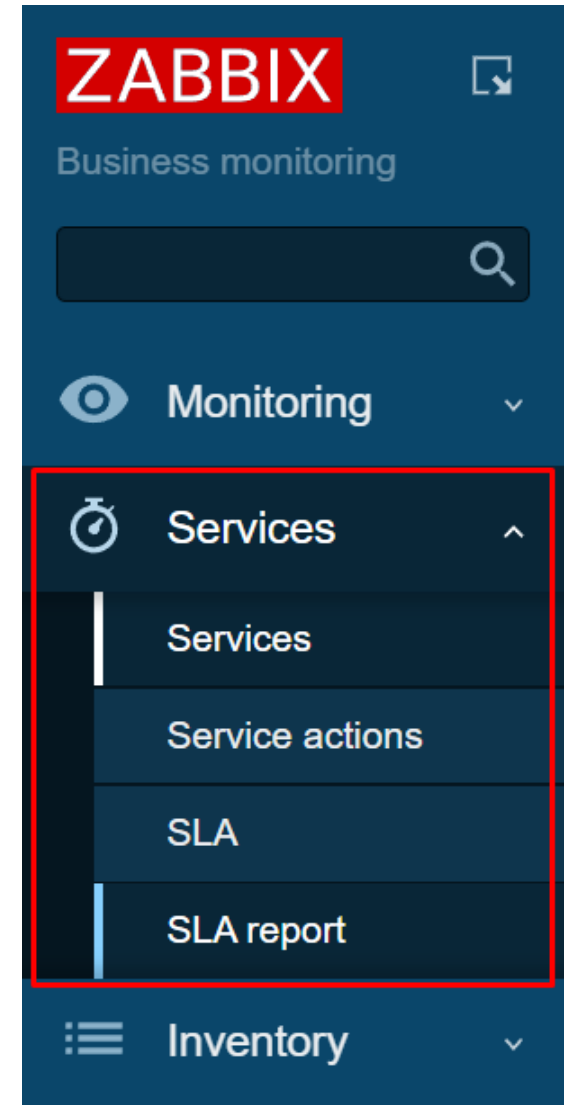 ZABBIX
Business monitoring
Monitoring
Services
Services
Service actions
SLA
SLA report
Inventory